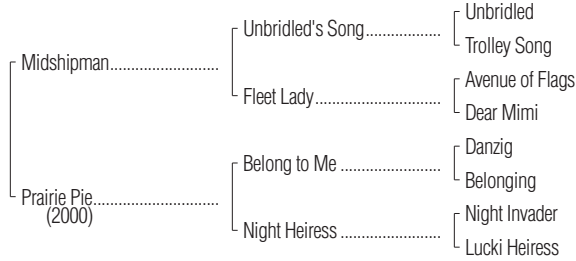 Unbridled
Unbridled's Song
Trolley Song
Midshipman
Avenue of Flags
Fleet Lady
Dear Mimi
Danzig
Belong to Me
Belonging
Prairie Pie
(2000)
Night Invader
Night Heiress
Lucki Heiress